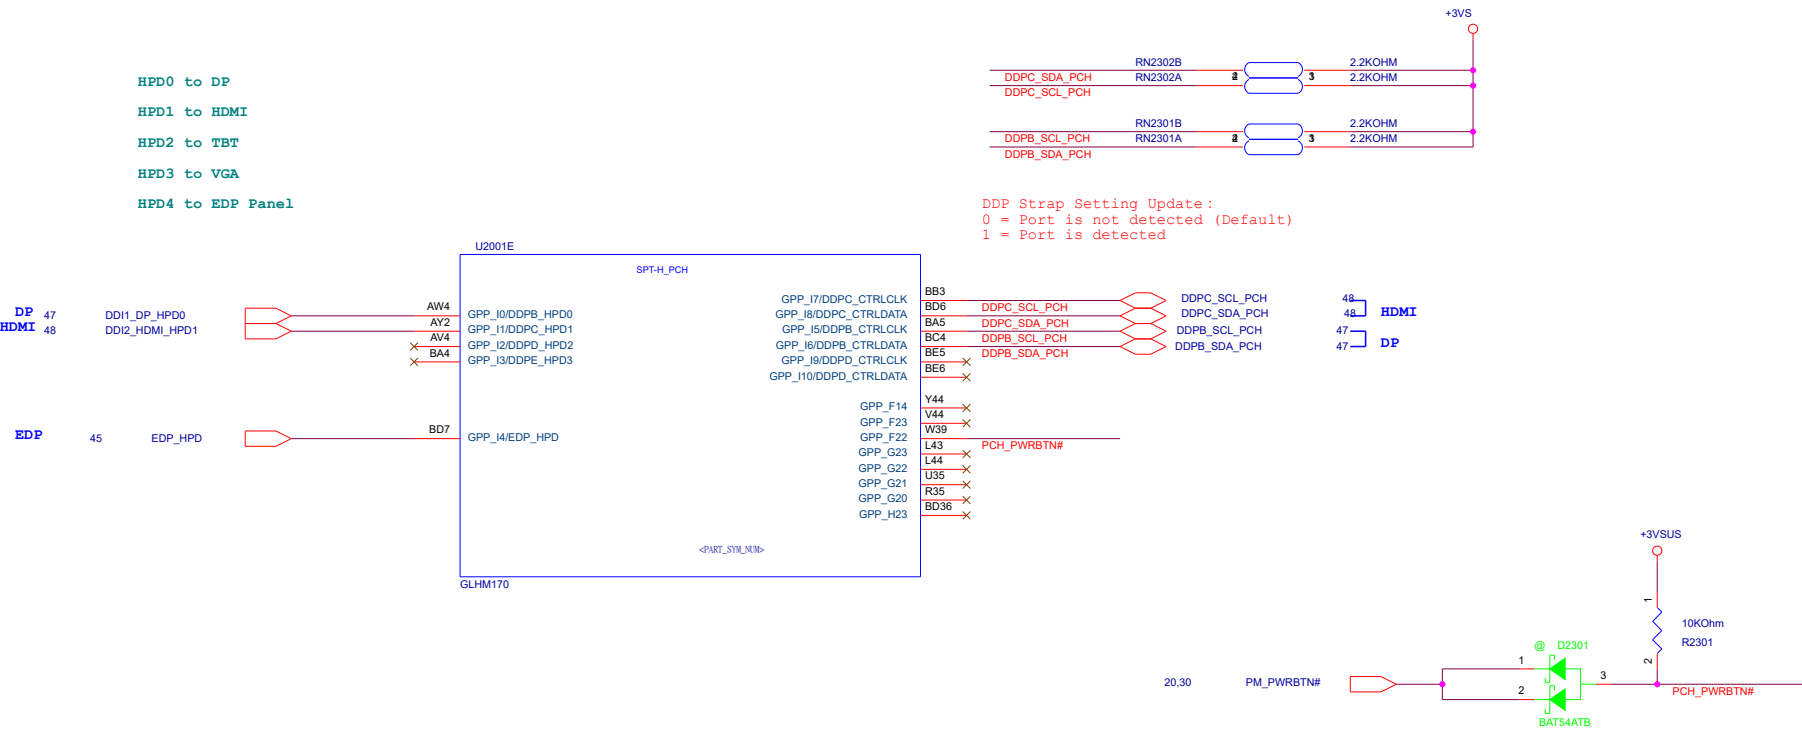 +3VS
RN2302B 2.2KOHM
DDPC_SDA_PCH RN2302A 4 2 3 1 2.2KOHM
DDPC_SCL_PCH
RN2301B 2.2KOHM
DDPB_SCL_PCH RN2301A 4 2 3 1 2.2KOHM
DDPB_SDA_PCH
HPD0 to DP
HPD1 to HDMI
HPD2 to TBT
HPD3 to VGA
HPD4 to EDP Panel
DDP Strap Setting Update:
0 = Port is not detected (Default)
1 = Port is detected
U2001E
SPT-H_PCH
DP 47 DDI1_DP_HPD0 AW4 GPP_I0/DDPB_HPD0
HDMI 48 DDI2_HDMI_HPD1 AY2 GPP_I1/DDPC_HPD1
AV4 GPP_I2/DDPD_HPD2
BA4 GPP_I3/DDPE_HPD3
EDP 45 EDP_HPD BD7 GPP_I4/EDP_HPD
GPP_I7/DDPC_CTRLCLK BB3 DDPC_SCL_PCH DDPC_SCL_PCH 48
GPP_I8/DDPC_CTRLDATA BD6 DDPC_SDA_PCH DDPC_SDA_PCH 48 HDMI
GPP_I5/DDPB_CTRLCLK BA5 DDPB_SCL_PCH DDPB_SCL_PCH 47
GPP_I6/DDPB_CTRLDATA BC4 DDPB_SDA_PCH DDPB_SDA_PCH 47 DP
GPP_I9/DDPD_CTRLCLK BE5
GPP_I10/DDPD_CTRLDATA BE6
GPP_F14 Y44
GPP_F23 V44
GPP_F22 W39 PCH_PWRBTN#
GPP_G23 L43
GPP_G22 L44
GPP_G21 U35
GPP_G20 R35
GPP_H23 BD36
<PART_SYM_NUM>
GLHM170
+3VSUS
1
10KOhm
R2301
2
@ D2301
1
20,30 PM_PWRBTN# 3 PCH_PWRBTN#
2
BAT54ATB